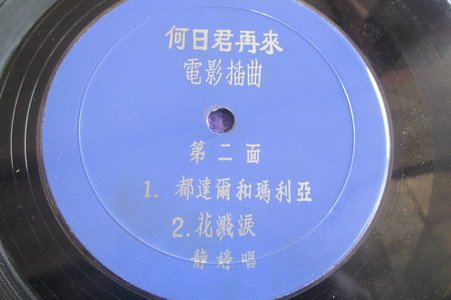 何日君再來
電影插曲
第二面
1. 都達爾和瑪利亞
2. 花濺淚
静婷唱